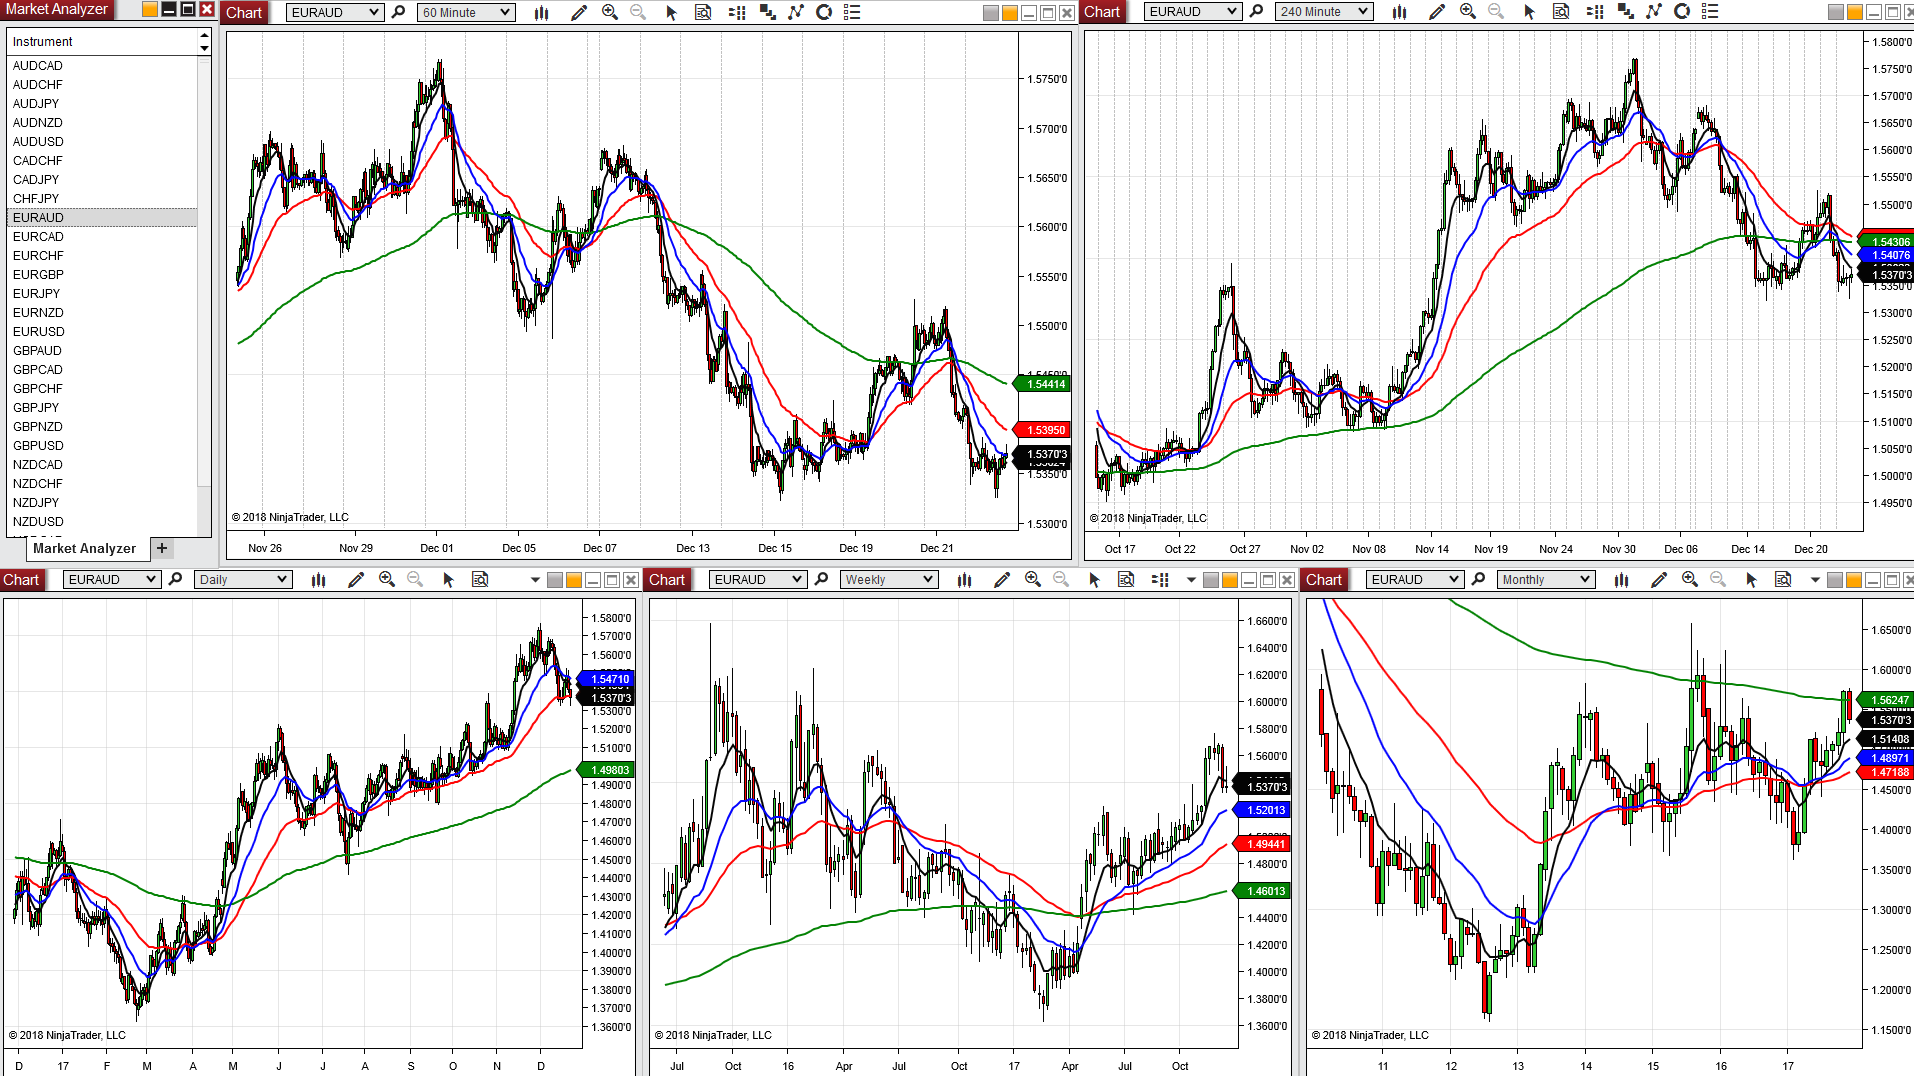 Market Analyzer
Instrument
AUDCAD
AUDCHF
AUDJPY
AUDNZD
AUDUSD
CADCHF
CADJPY
CHFJPY
EURAUD
EURCAD
EURCHF
EURGBP
EURJPY
EURNZD
EURUSD
GBPAUD
GBPCAD
GBPCHF
GBPJPY
GBPNZD
GBPUSD
NZDCAD
NZDCHF
NZDJPY
NZDUSD
Market Analyzer +
Chart EURAUD 60 Minute
1.5750'0
1.5700'0
1.5650'0
1.5600'0
1.5550'0
1.5500'0
1.54414
1.53950
1.5370'3
1.5350'0
1.5300'0
© 2018 NinjaTrader, LLC
Nov 26 Nov 29 Dec 01 Dec 05 Dec 07 Dec 13 Dec 15 Dec 19 Dec 21
Chart EURAUD 240 Minute
1.5800'0
1.5750'0
1.5700'0
1.5650'0
1.5600'0
1.5550'0
1.5500'0
1.54306
1.54076
1.5370'3
1.5350'0
1.5300'0
1.5250'0
1.5200'0
1.5150'0
1.5100'0
1.5050'0
1.5000'0
1.4950'0
© 2018 NinjaTrader, LLC
Oct 17 Oct 22 Oct 27 Nov 02 Nov 08 Nov 14 Nov 19 Nov 24 Nov 30 Dec 06 Dec 14 Dec 20
Chart EURAUD Daily
1.5800'0
1.5700'0
1.5600'0
1.54710
1.5370'3
1.5300'0
1.5200'0
1.5100'0
1.5000'0
1.49803
1.4900'0
1.4800'0
1.4700'0
1.4600'0
1.4500'0
1.4400'0
1.4300'0
1.4200'0
1.4100'0
1.4000'0
1.3900'0
1.3800'0
1.3700'0
1.3600'0
© 2018 NinjaTrader, LLC
D 17 F M A M J J A S O N D
Chart EURAUD Weekly
1.6600'0
1.6400'0
1.6200'0
1.6000'0
1.5800'0
1.5600'0
1.5370'3
1.52013
1.49441
1.4800'0
1.46013
1.4400'0
1.4200'0
1.4000'0
1.3800'0
1.3600'0
© 2018 NinjaTrader, LLC
Jul Oct 16 Apr Jul Oct 17 Apr Jul Oct
Chart EURAUD Monthly
1.6500'0
1.6000'0
1.56247
1.5370'3
1.51408
1.48971
1.47188
1.4500'0
1.4000'0
1.3500'0
1.3000'0
1.2500'0
1.2000'0
1.1500'0
© 2018 NinjaTrader, LLC
11 12 13 14 15 16 17